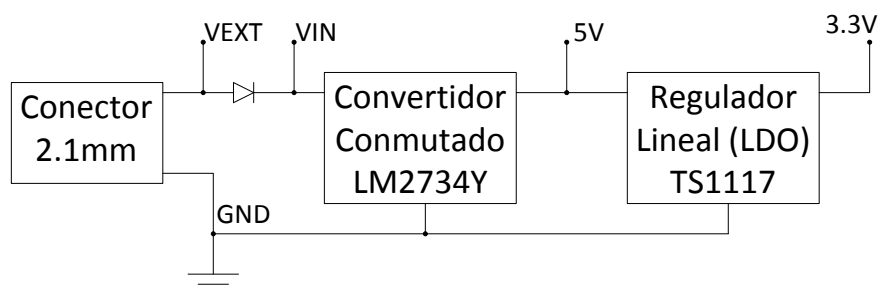 VEXT
VIN
5V
3.3V
Conector
2.1mm
Convertidor
Conmutado
LM2734Y
Regulador
Lineal (LDO)
TS1117
GND